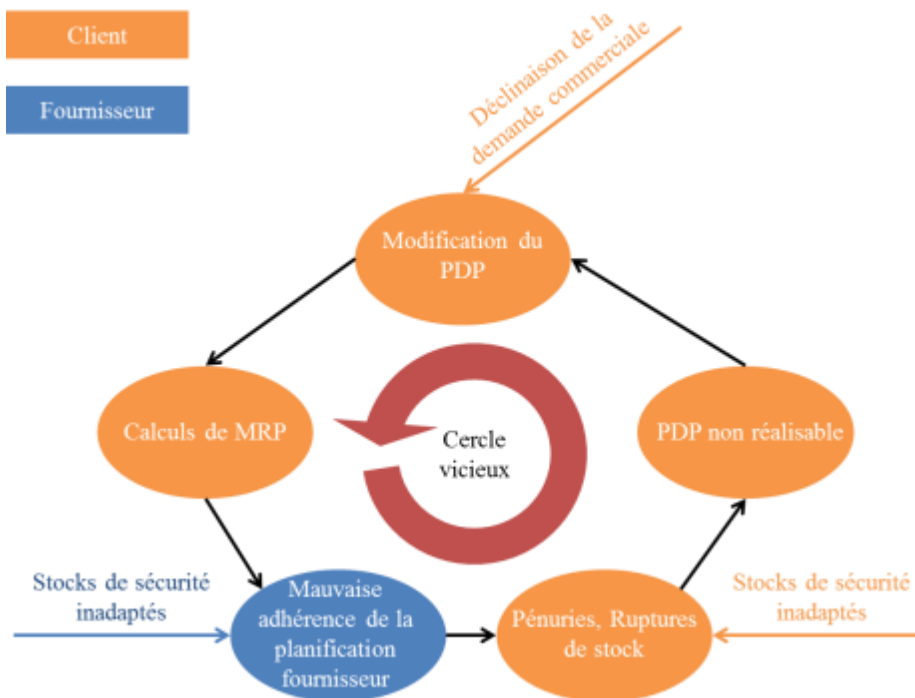 Client
Fournisseur
Déclinaison de la
demande commerciale
Modification du
PDP
Calculs de MRP
Cercle
vicieux
PDP non réalisable
Stocks de sécurité
inadaptés
Mauvaise
adhérence de la
planification
fournisseur
Pénuries, Ruptures
de stock
Stocks de sécurité
inadaptés